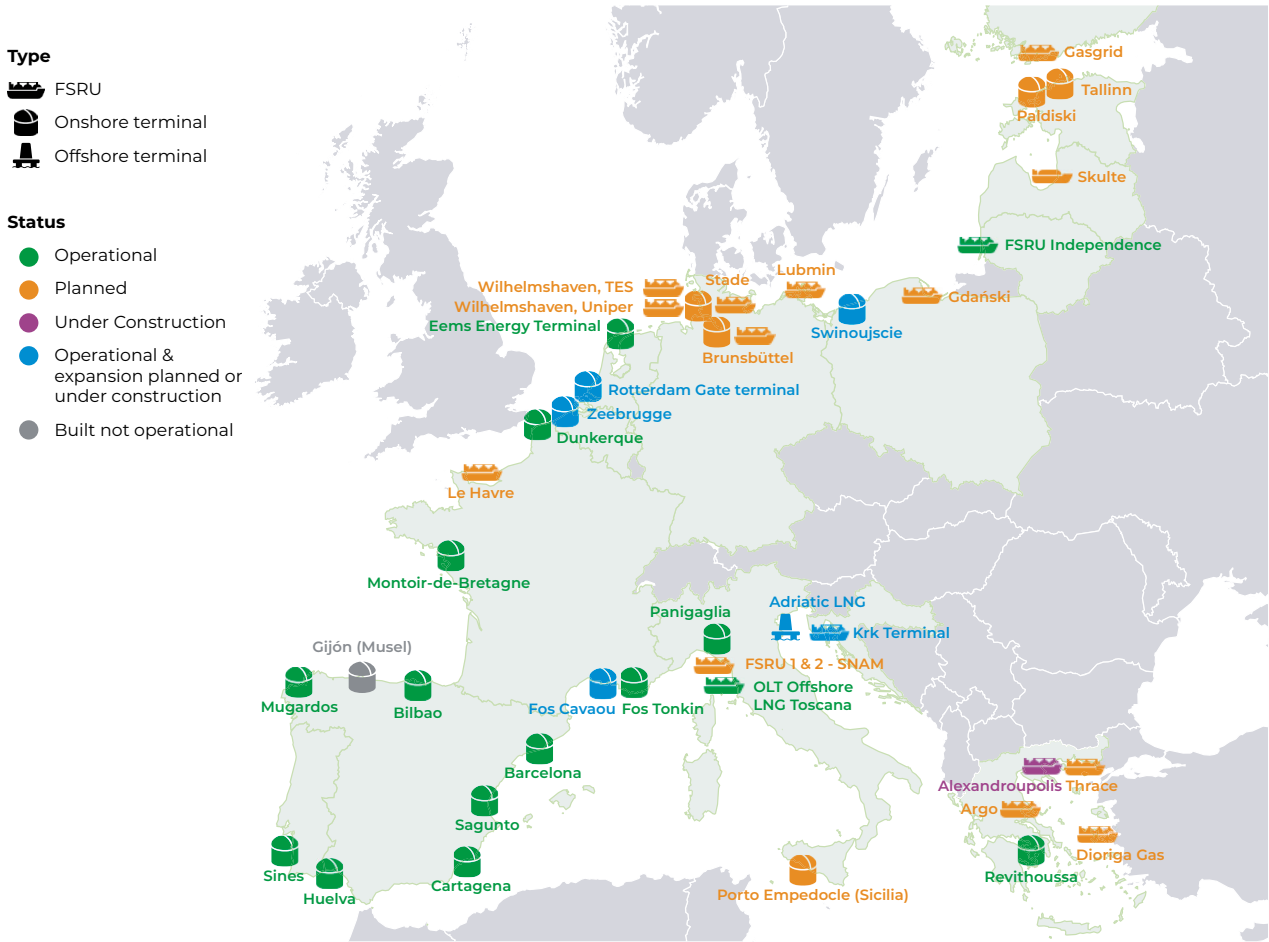 Type
FSRU
Onshore terminal
Offshore terminal
Status
Operational
Planned
Under Construction
Operational &
expansion planned or
under construction
Built not operational
Gasgrid
Tallinn
Paldiski
Skulte
FSRU Independence
Lubmin
Stade
Wilhelmshaven, TES
Wilhelmshaven, Uniper
Gdański
Eems Energy Terminal
Swinoujscie
Brunsbüttel
Rotterdam Gate terminal
Zeebrugge
Dunkerque
Le Havre
Montoir-de-Bretagne
Adriatic LNG
Panigaglia
Krk Terminal
Gijón (Musel)
FSRU 1 & 2 - SNAM
OLT Offshore
LNG Toscana
Mugardos
Bilbao
Fos Cavaou
Fos Tonkin
Barcelona
Alexandroupolis
Thrace
Argo
Sagunto
Dioriga Gas
Sines
Cartagena
Revithoussa
Huelva
Porto Empedocle (Sicilia)